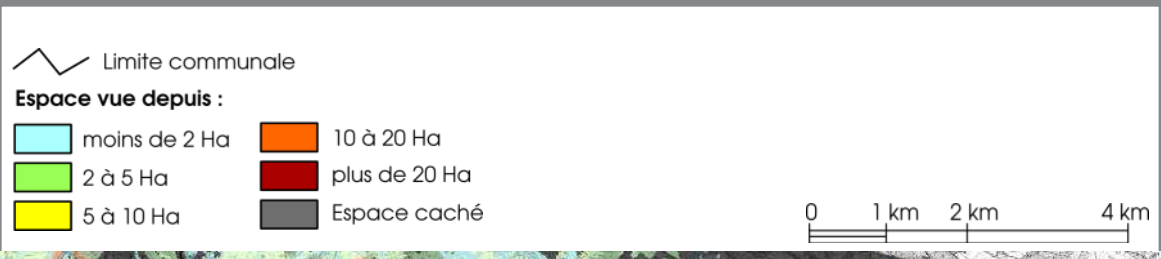 Limite communale
Espace vue depuis :
moins de 2 Ha
2 à 5 Ha
5 à 10 Ha
10 à 20 Ha
plus de 20 Ha
Espace caché
0 1 km 2 km 4 km